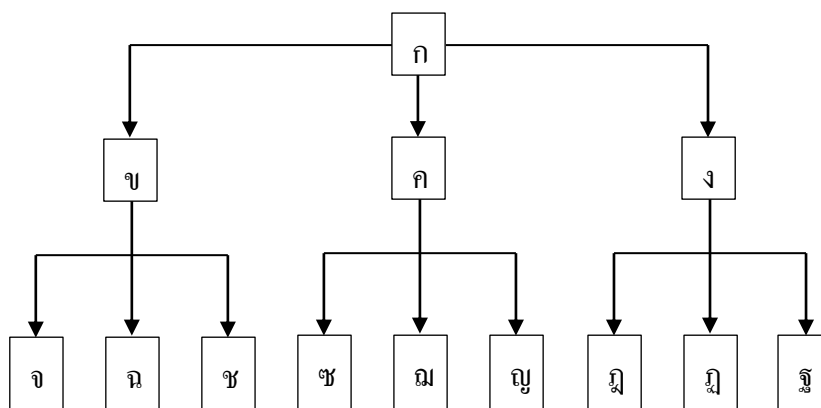 ก
ข ค ง
จ ฉ ช ซ ฌ ญ ฎ ฏ ฐ